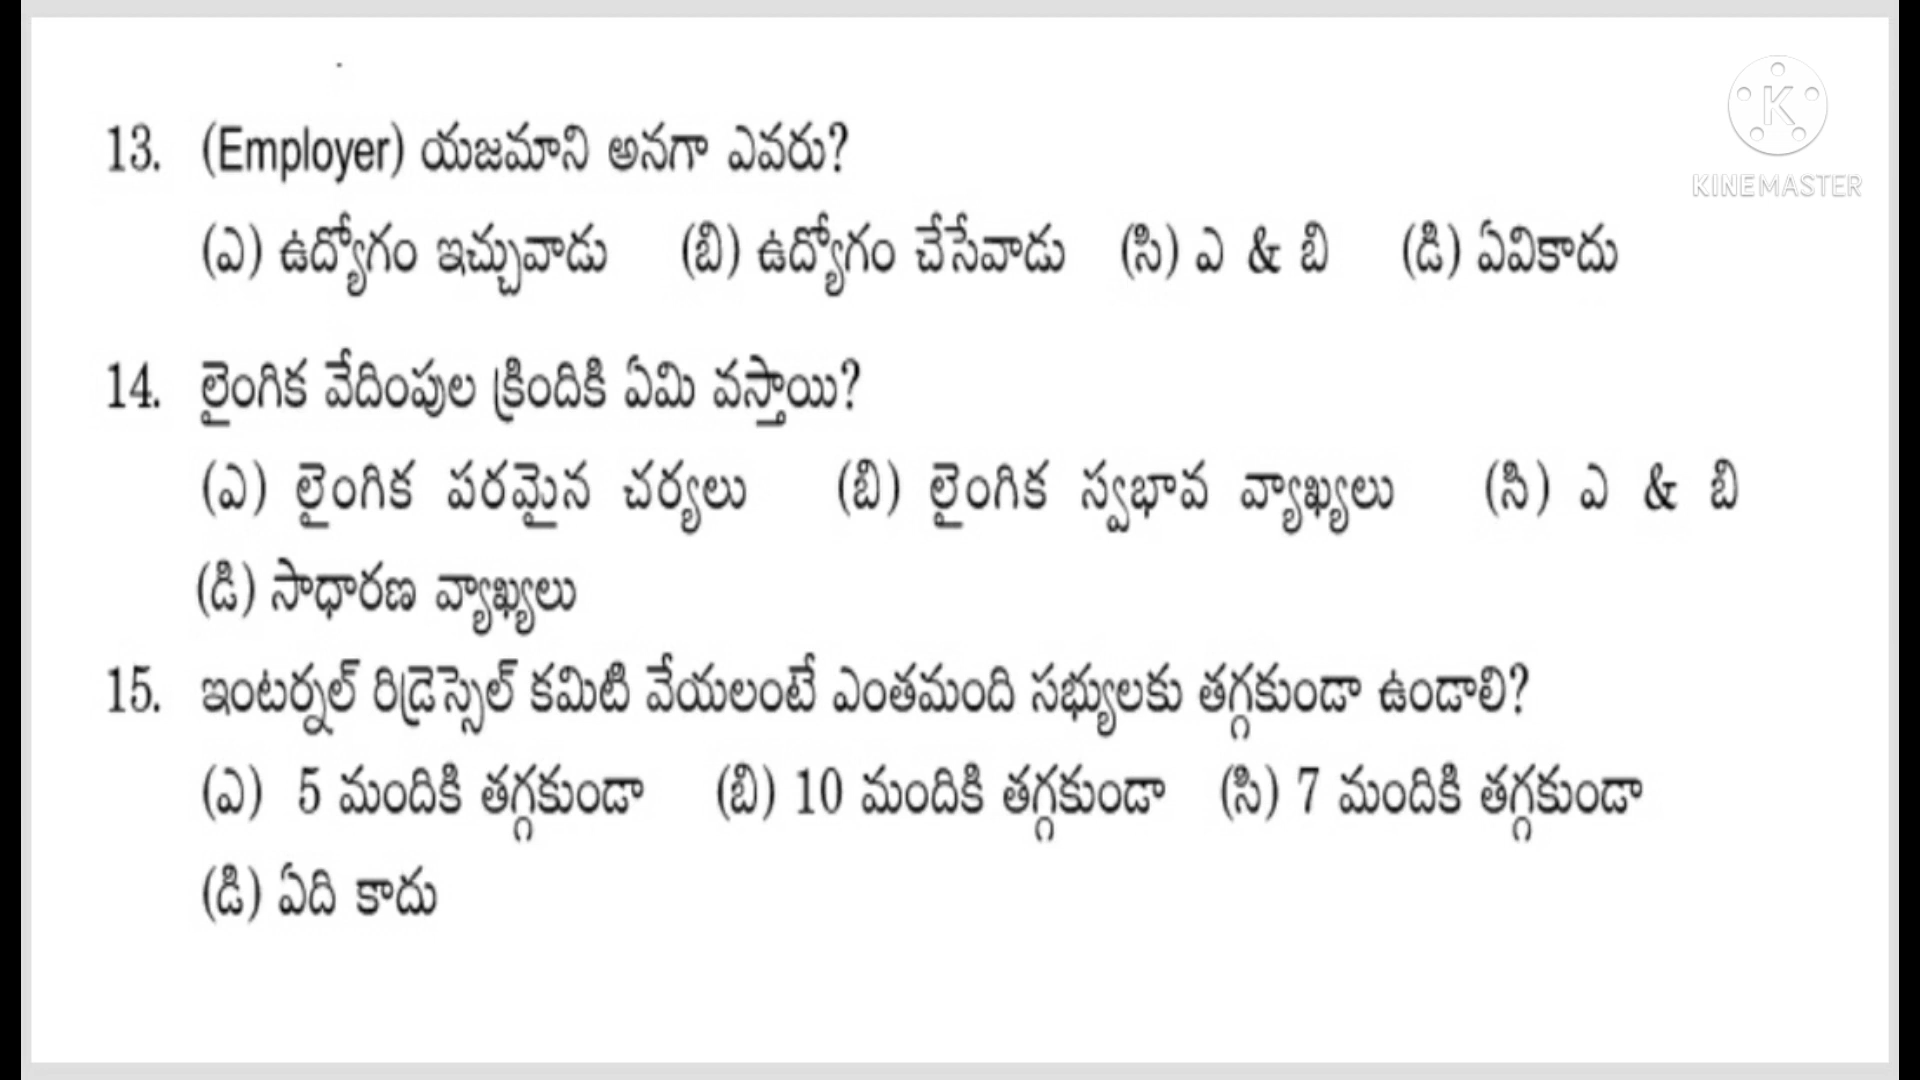 13. (Employer) యజమాని అనగా ఎవరు?
(ఎ) ఉద్యోగం ఇచ్చువాడు (బి) ఉద్యోగం చేసేవాడు (సి) ఎ & బి (డి) ఏవికాదు
14. లైంగిక వేదింపుల క్రిందికి ఏమి వస్తాయి?
(ఎ) లైంగిక పరమైన చర్యలు (బి) లైంగిక స్వభావ వ్యాఖ్యలు (సి) ఎ & బి
(డి) సాధారణ వ్యాఖ్యలు
15. ఇంటర్నల్ రిడ్రెస్సెల్ కమిటి వేయలంటే ఎంతమంది సభ్యులకు తగ్గకుండా ఉండాలి?
(ఎ) 5 మందికి తగ్గకుండా (బి) 10 మందికి తగ్గకుండా (సి) 7 మందికి తగ్గకుండా
(డి) ఏది కాదు
K
KINEMASTER